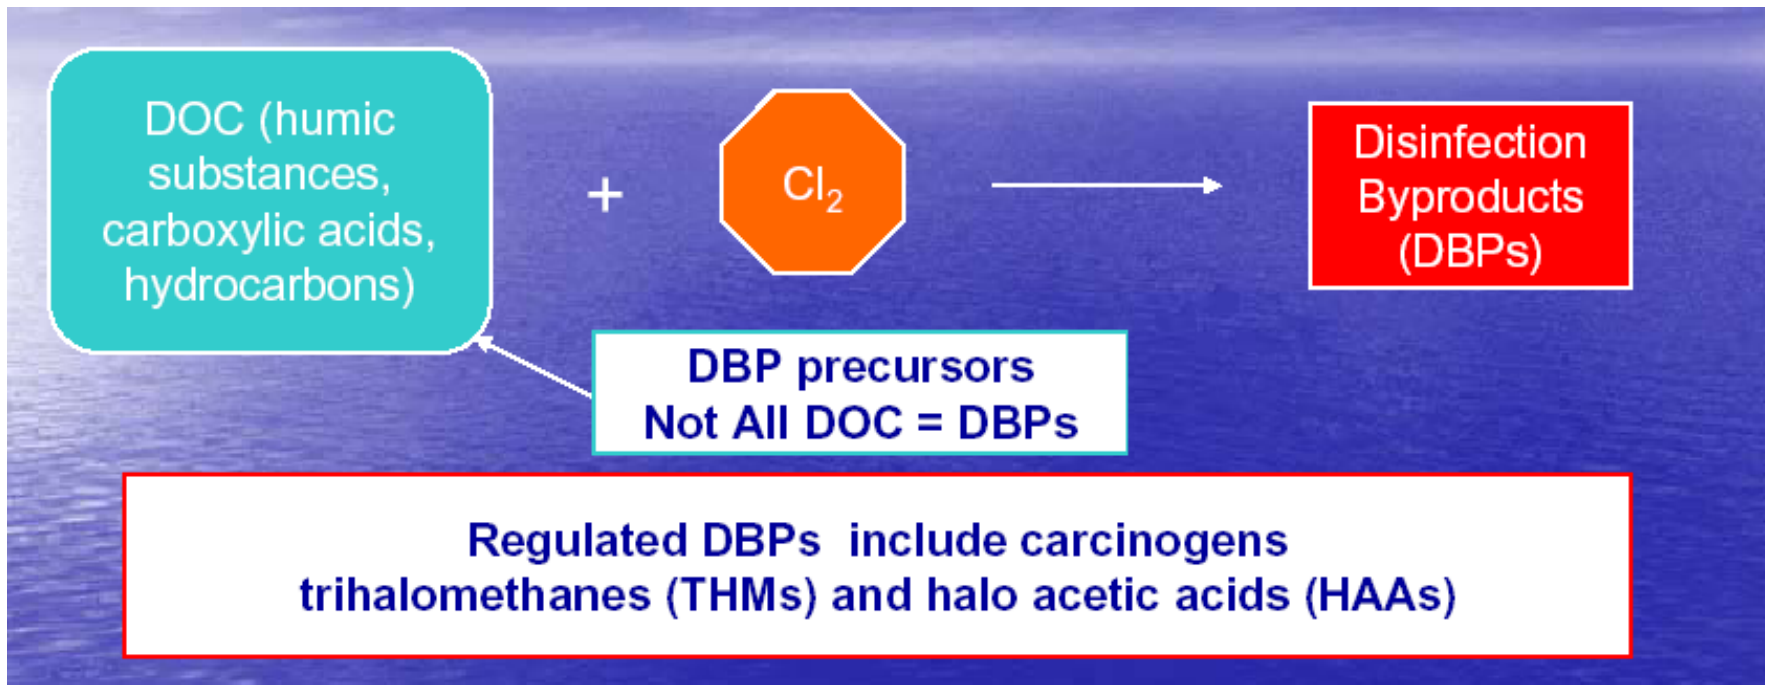 DOC (humic
substances,
carboxylic acids,
hydrocarbons)
+
Cl₂
Disinfection
Byproducts
(DBPs)
DBP precursors
Not All DOC = DBPs
Regulated DBPs  include carcinogens
trihalomethanes (THMs) and halo acetic acids (HAAs)